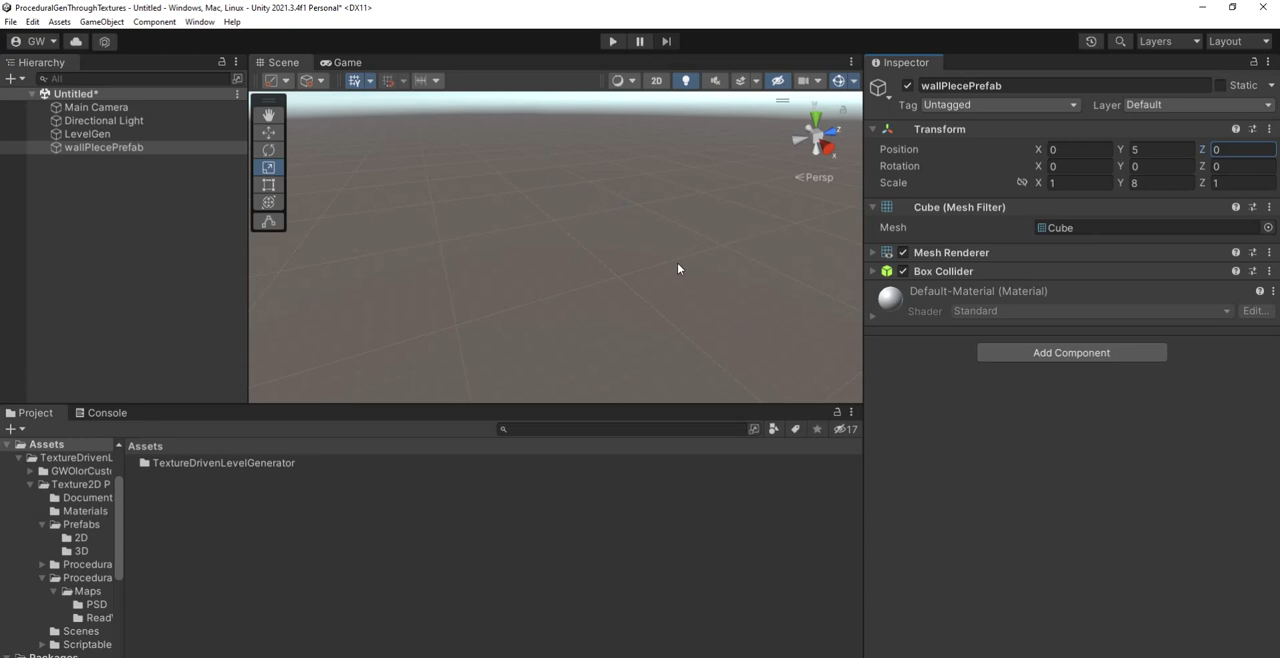 ProceduralGenThroughTextures - Untitled - Windows, Mac, Linux - Unity 2021.3.4f1 Personal* <DX11>
File Edit Assets GameObject Component Window Help
GW Layers Layout
Hierarchy Scene Game Inspector
All 2D wallPIecePrefab Static
Untitled* Tag Untagged Layer Default
Main Camera
Directional Light Transform
LevelGen
wallPIecePrefab Position X 0 Y 5 Z 0
Rotation X 0 Y 0 Z 0
Persp Scale X 1 Y 8 Z 1
Cube (Mesh Filter)
Mesh Cube
Mesh Renderer
Box Collider
Default-Material (Material)
Shader Standard Edit...
Add Component
Project Console
17
Assets Assets
TextureDrivenL TextureDrivenLevelGenerator
GWOlorCust
Texture2D P
Document
Materials
Prefabs
2D
3D
Procedura
Procedura
Maps
PSD
Read'
Scenes
Scriptable
Packages